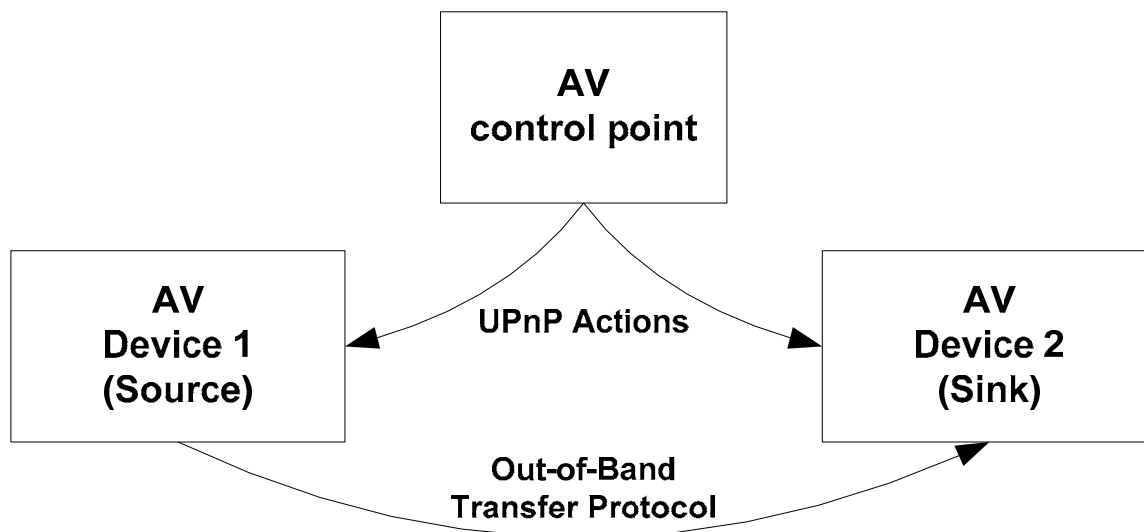 AV
control point
AV
Device 1
(Source)
UPnP Actions
AV
Device 2
(Sink)
Out-of-Band
Transfer Protocol